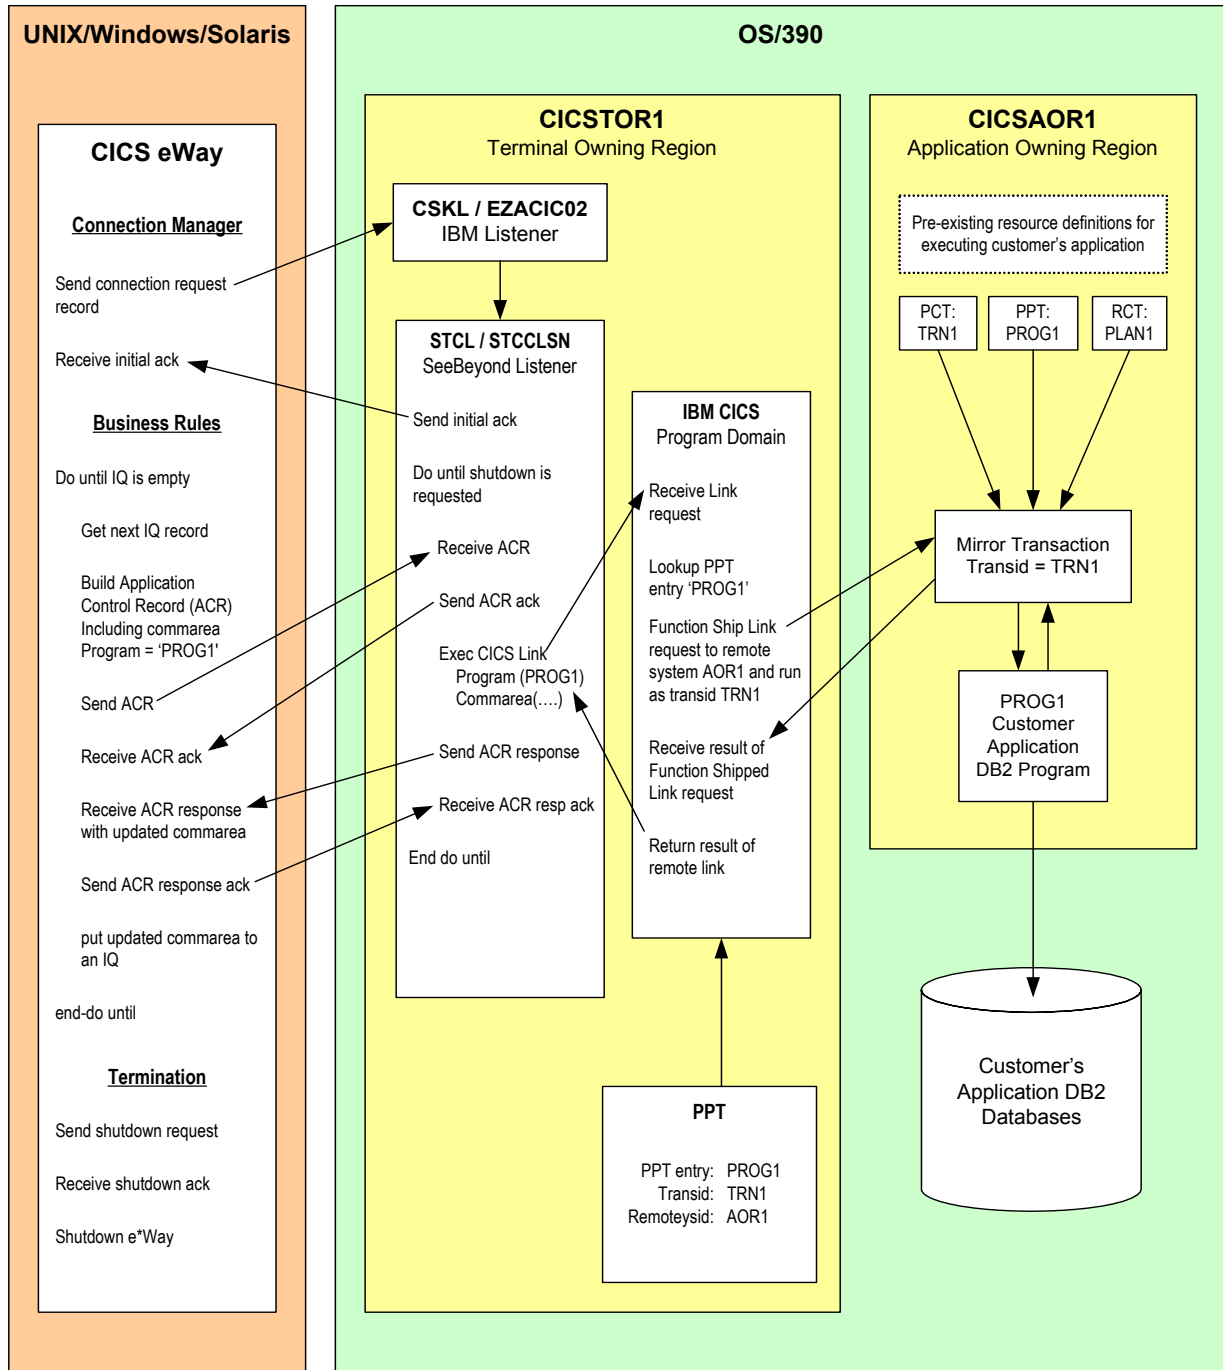 UNIX/Windows/Solaris
CICS eWay
Connection Manager
Send connection request
record
Receive initial ack
Business Rules
Do until IQ is empty
Get next IQ record
Build Application
Control Record (ACR)
Including commarea
Program = ‘PROG1'
Send ACR
Receive ACR ack
Receive ACR response
with updated commarea
Send ACR response ack
put updated commarea to
an IQ
end-do until
Termination
Send shutdown request
Receive shutdown ack
Shutdown e*Way
OS/390
CICSTOR1
Terminal Owning Region
CSKL / EZACIC02
IBM Listener
STCL / STCCLSN
SeeBeyond Listener
Send initial ack
Do until shutdown is
requested
Receive ACR
Send ACR ack
Exec CICS Link
Program (PROG1)
Commarea(....)
Send ACR response
Receive ACR resp ack
End do until
IBM CICS
Program Domain
Receive Link
request
Lookup PPT
entry ‘PROG1’
Function Ship Link
request to remote
system AOR1 and run
as transid TRN1
Receive result of
Function Shipped
Link request
Return result of
remote link
PPT
PPT entry: PROG1
Transid: TRN1
Remoteysid: AOR1
CICSAOR1
Application Owning Region
Pre-existing resource definitions for
executing customer’s application
PCT:
TRN1
PPT:
PROG1
RCT:
PLAN1
Mirror Transaction
Transid = TRN1
PROG1
Customer
Application
DB2 Program
Customer’s
Application DB2
Databases